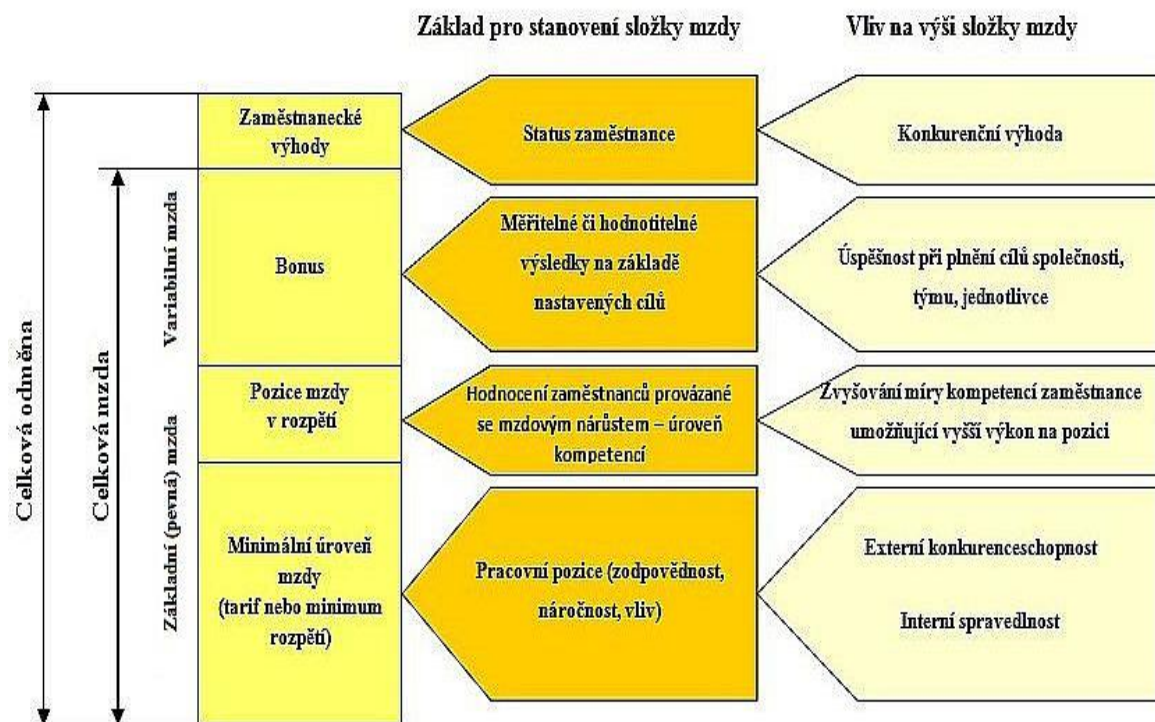 Základ pro stanovení složky mzdy
Vliv na výši složky mzdy
Celková odněna
Celková mzda
Variabilní mzda
Základní (pevná) mzda
Zaměstnanecké
výhody
Status zaměstnance
Konkurenční výhoda
Bonus
Měřitelné či hodnotitelné
výsledky na základě
nastavených cílů
Úspěšnost při plnění cílů společnosti,
týmu, jednotlivce
Pozice mzdy
v rozpětí
Hodnocení zaměstnanců provázané
se mzdovým nárůstem – úroveň
kompetencí
Zvyšování míry kompetencí zaměstnance
umožňující vyšší výkon na pozici
Minimální úroveň
mzdy
(tarif nebo minimum
rozpětí)
Pracovní pozice (zodpovědnost,
náročnost, vliv)
Externí konkurenceschopnost
Interní spravedlnost